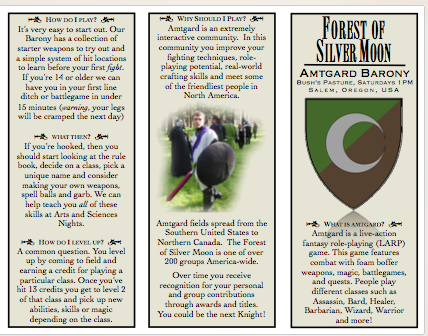 HOW DO I PLAY?
It's very easy to start out. Our
Barony has a collection of
starter weapons to try out and
a simple system of hit locations
to learn before your first fight.
If you're 14 or older we can
have you in your first line
ditch or battlegame in under
15 minutes (warning, your legs
will be cramped the next day)
WHAT THEN?
If you're hooked, then you
should start looking at the rule
book, decide on a class, pick a
unique name and consider
making your own weapons,
spell balls and garb. We can
help teach you all of these
skills at Arts and Sciences
Nights.
HOW DO I LEVEL UP?
A common question. You level
up by coming to field and
earning a credit for playing a
particular class. Once you've
hit 13 credits you get to level 2
of that class and pick up new
abilities, skills or magic
depending on the class.
WHY SHOULD I PLAY?
Amtgard is an extremely
interactive community. In this
community you improve your
fighting techniques, role-
playing potential, real-world
crafting skills and meet some
of the friendliest people in
North America.
Amtgard fields spread from the
Southern United States to
Northern Canada. The Forest
of Silver Moon is one of over
200 groups America-wide.
Over time you receive
recognition for your personal
and group contributions
through awards and titles.
You could be the next Knight!
FOREST OF
SILVER MOON
AMTGARD BARONY
BUSH'S PASTURE, SATURDAYS 1PM
SALEM, OREGON, USA
WHAT IS AMTGARD?
Amtgard is a live-action
fantasy role-playing (LARP)
game. This game features
combat with foam boffer
weapons, magic, battlegames,
and quests. People play
different classes such as
Assassin, Bard, Healer,
Barbarian, Wizard, Warrior
and more!